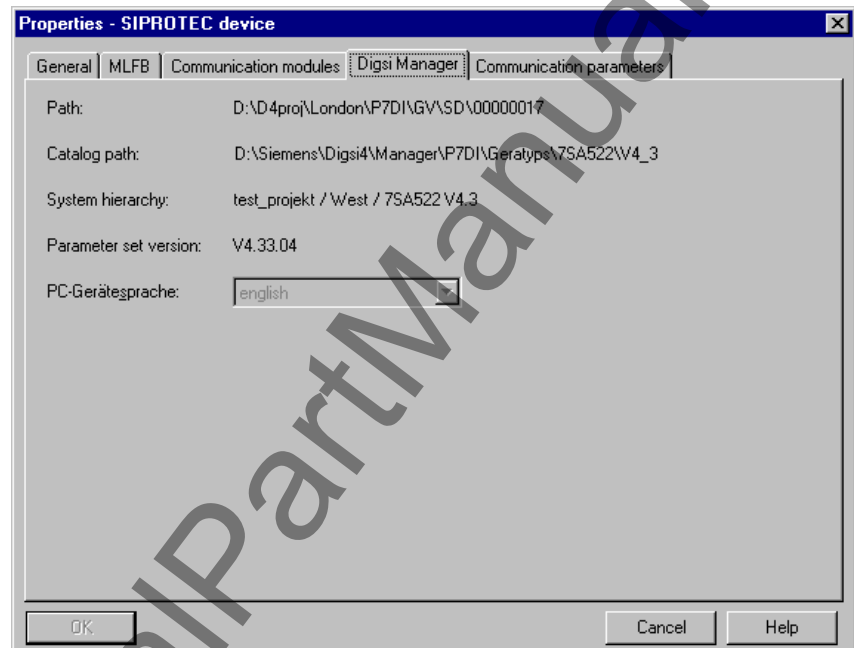 Properties - SIPROTEC device
General MLFB Communication modules Digsi Manager Communication parameters
Path: D:\D4proj\London\P7DI\GV\SD\00000017
Catalog path: D:\Siemens\Digsi4\Manager\P7DI\Geratyps\7SA522\V4_3
System hierarchy: test_projekt / West / 7SA522 V4.3
Parameter set version: V4.33.04
PC-Gerätesprache: english
OK Cancel Help